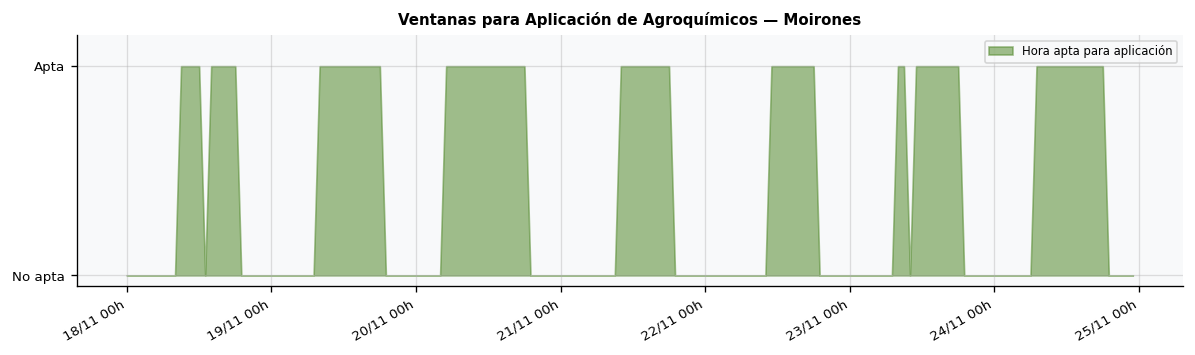 Ventanas para Aplicación de Agroquímicos — Moirones
Hora apta para aplicación
Apta
No apta
18/11 00h
19/11 00h
20/11 00h
21/11 00h
22/11 00h
23/11 00h
24/11 00h
25/11 00h